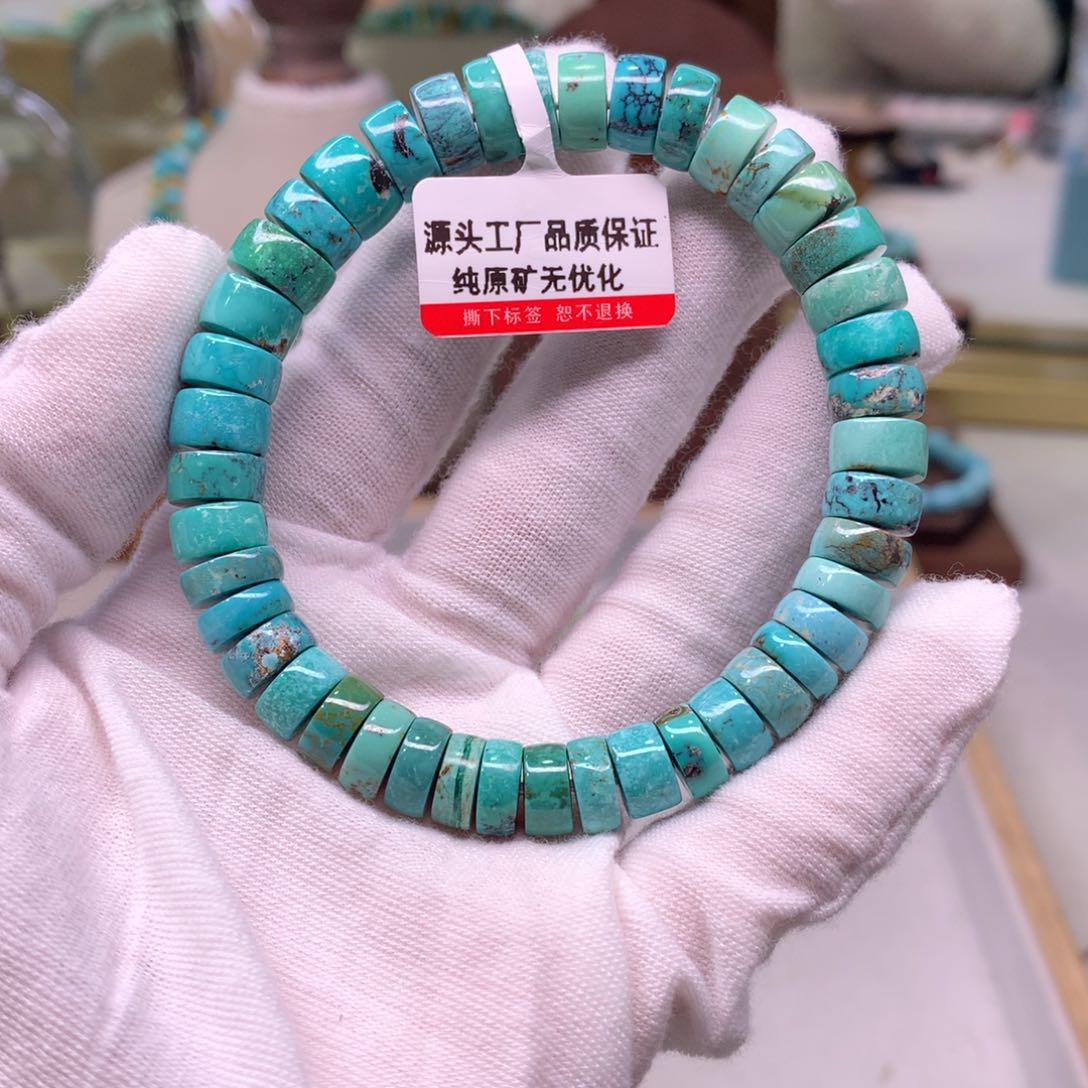 源头工厂品质保证
纯原矿无优化
撕下标签 恕不退换